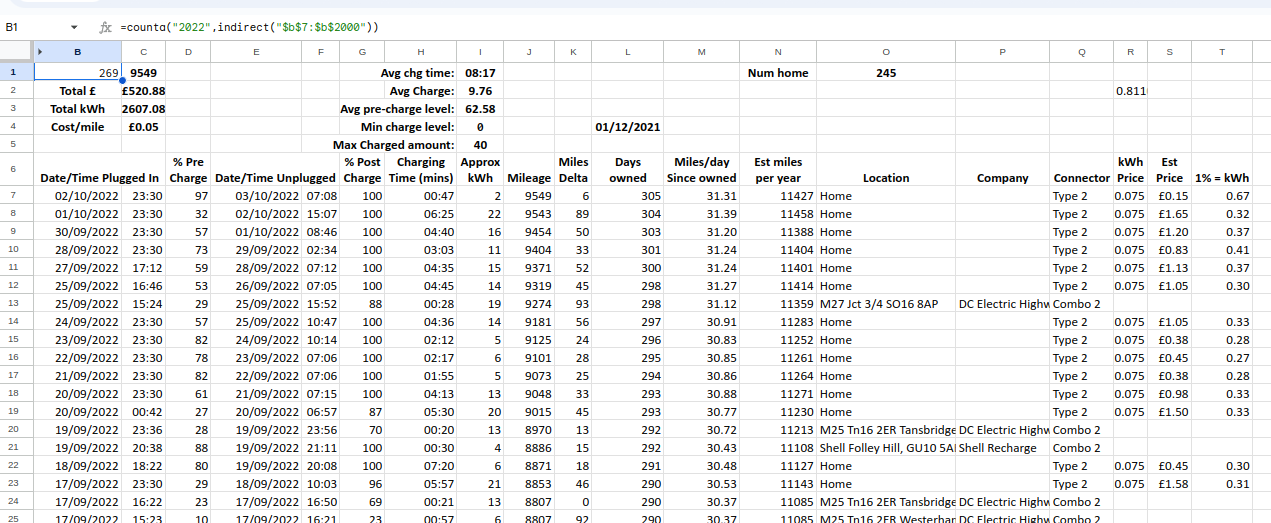 B1 fx =counta("2022",indirect("$b$7:$b$2000"))
B C D E F G H I J K L M N O P Q R S T
1 269 9549 Avg chg time: 08:17 Num home 245
2 Total £ £520.88 Avg Charge: 9.76 0.811
3 Total kWh 2607.08 Avg pre-charge level: 62.58
4 Cost/mile £0.05 Min charge level: 0 01/12/2021
5 Max Charged amount: 40
6 Date/Time Plugged In % Pre Charge Date/Time Unplugged % Post Charge Charging Time (mins) Approx kWh Mileage Miles Delta Days owned Miles/day Since owned Est miles per year Location Company Connector kWh Price Est Price 1% = kWh
7 02/10/2022 23:30 97 03/10/2022 07:08 100 00:47 2 9549 6 305 31.31 11427 Home Type 2 0.075 £0.15 0.67
8 01/10/2022 23:30 32 02/10/2022 15:07 100 06:25 22 9543 89 304 31.39 11458 Home Type 2 0.075 £1.65 0.32
9 30/09/2022 23:30 57 01/10/2022 08:46 100 04:40 16 9454 50 303 31.20 11388 Home Type 2 0.075 £1.20 0.37
10 28/09/2022 23:30 73 29/09/2022 02:34 100 03:03 11 9404 33 301 31.24 11404 Home Type 2 0.075 £0.83 0.41
11 27/09/2022 17:12 59 28/09/2022 07:12 100 04:35 15 9371 52 300 31.24 11401 Home Type 2 0.075 £1.13 0.37
12 25/09/2022 16:46 53 26/09/2022 07:05 100 04:45 14 9319 45 298 31.27 11414 Home Type 2 0.075 £1.05 0.30
13 25/09/2022 15:24 29 25/09/2022 15:52 88 00:28 19 9274 93 298 31.12 11359 M27 Jct 3/4 SO16 8AP DC Electric Highw Combo 2
14 24/09/2022 23:30 57 25/09/2022 10:47 100 04:36 14 9181 56 297 30.91 11283 Home Type 2 0.075 £1.05 0.33
15 23/09/2022 23:30 82 24/09/2022 10:14 100 02:12 5 9125 24 296 30.83 11252 Home Type 2 0.075 £0.38 0.28
16 22/09/2022 23:30 78 23/09/2022 07:06 100 02:17 6 9101 28 295 30.85 11261 Home Type 2 0.075 £0.45 0.27
17 21/09/2022 23:30 82 22/09/2022 07:06 100 01:55 5 9073 25 294 30.86 11264 Home Type 2 0.075 £0.38 0.28
18 20/09/2022 23:30 61 21/09/2022 07:15 100 04:13 13 9048 33 293 30.88 11271 Home Type 2 0.075 £0.98 0.33
19 20/09/2022 00:42 27 20/09/2022 06:57 87 05:30 20 9015 45 293 30.77 11230 Home Type 2 0.075 £1.50 0.33
20 19/09/2022 23:36 28 19/09/2022 23:56 70 00:20 13 8970 13 292 30.72 11213 M25 Tn16 2ER Tansbridge DC Electric Highw Combo 2
21 19/09/2022 20:38 88 19/09/2022 21:11 100 00:30 4 8886 15 292 30.43 11108 Shell Folley Hill, GU10 5A Shell Recharge Combo 2
22 18/09/2022 18:22 80 19/09/2022 20:08 100 07:20 6 8871 18 291 30.48 11127 Home Type 2 0.075 £0.45 0.30
23 17/09/2022 23:30 29 18/09/2022 10:03 96 05:57 21 8853 46 290 30.53 11143 Home Type 2 0.075 £1.58 0.31
24 17/09/2022 16:22 23 17/09/2022 16:50 69 00:21 13 8807 0 290 30.37 11085 M25 Tn16 2ER Tansbridge DC Electric Highw Combo 2
25 17/09/2022 15:23 10 17/09/2022 16:21 23 00:57 6 8807 92 290 30.37 11085 M25 Tn16 2ER Westerhar DC Electric Highw Combo 2